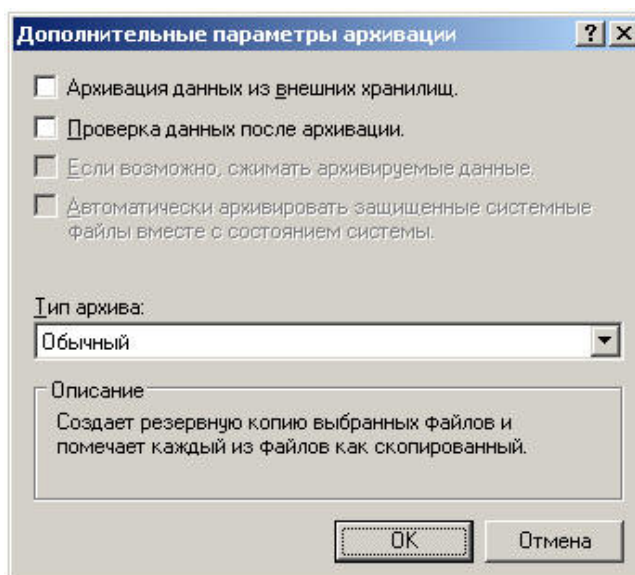 Дополнительные параметры архивации
Архивация данных из внешних хранилищ.
Проверка данных после архивации.
Если возможно, сжимать архивируемые данные.
Автоматически архивировать защищенные системные
файлы вместе с состоянием системы.
Тип архива:
Обычный
Описание
Создает резервную копию выбранных файлов и
помечает каждый из файлов как скопированный.
OK
Отмена